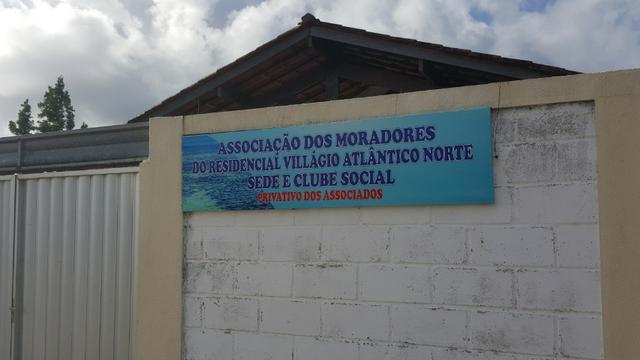 ASSOCIAÇÃO DOS MORADORES
DO RESIDENCIAL VILLÁGIO ATLÂNTICO NORTE
SEDE E CLUBE SOCIAL
PRIVATIVO DOS ASSOCIADOS